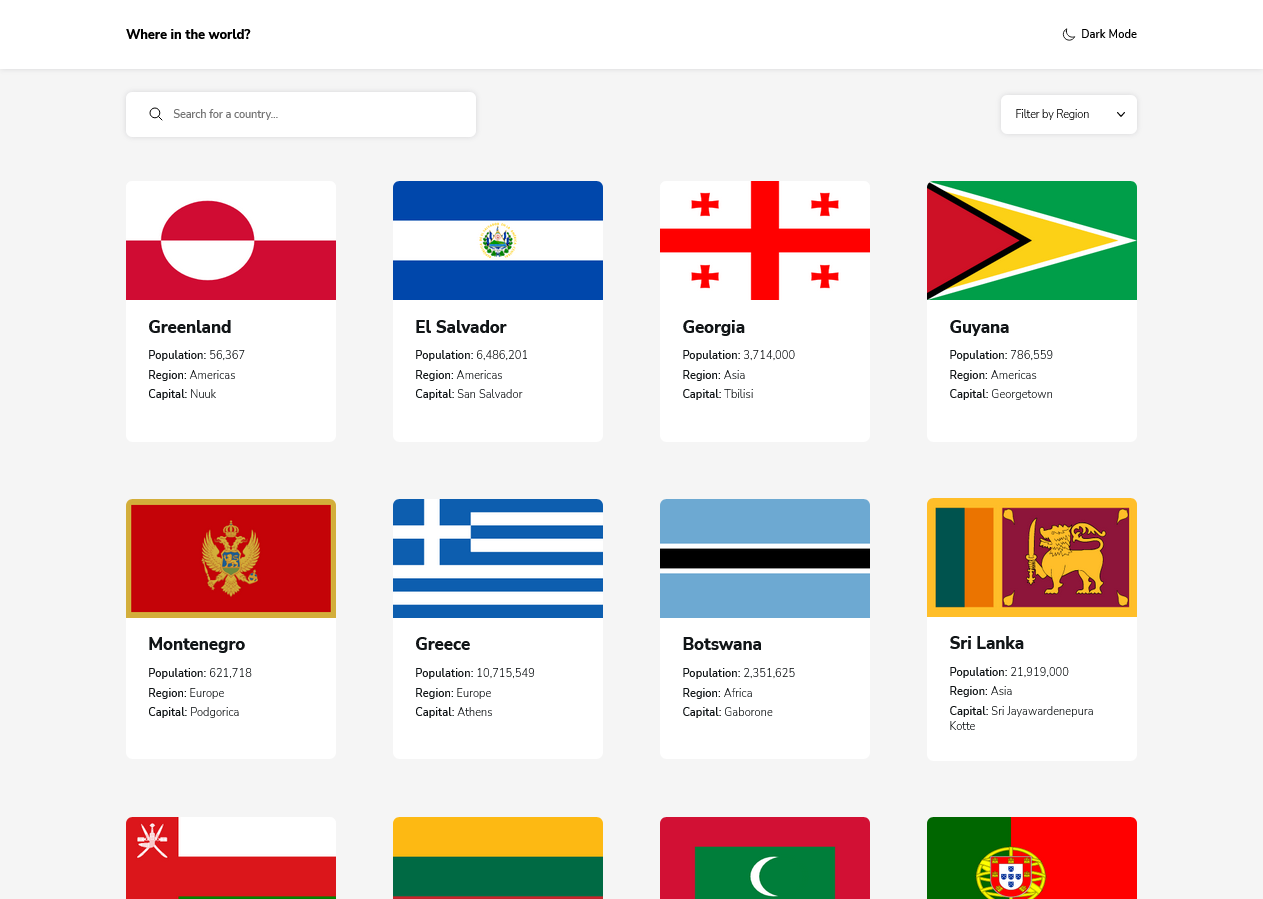 Where in the world?
Dark Mode
Search for a country...
Filter by Region
Greenland
Population: 56,367
Region: Americas
Capital: Nuuk
El Salvador
Population: 6,486,201
Region: Americas
Capital: San Salvador
Georgia
Population: 3,714,000
Region: Asia
Capital: Tbilisi
Guyana
Population: 786,559
Region: Americas
Capital: Georgetown
Montenegro
Population: 621,718
Region: Europe
Capital: Podgorica
Greece
Population: 10,715,549
Region: Europe
Capital: Athens
Botswana
Population: 2,351,625
Region: Africa
Capital: Gaborone
Sri Lanka
Population: 21,919,000
Region: Asia
Capital: Sri Jayawardenepura
Kotte